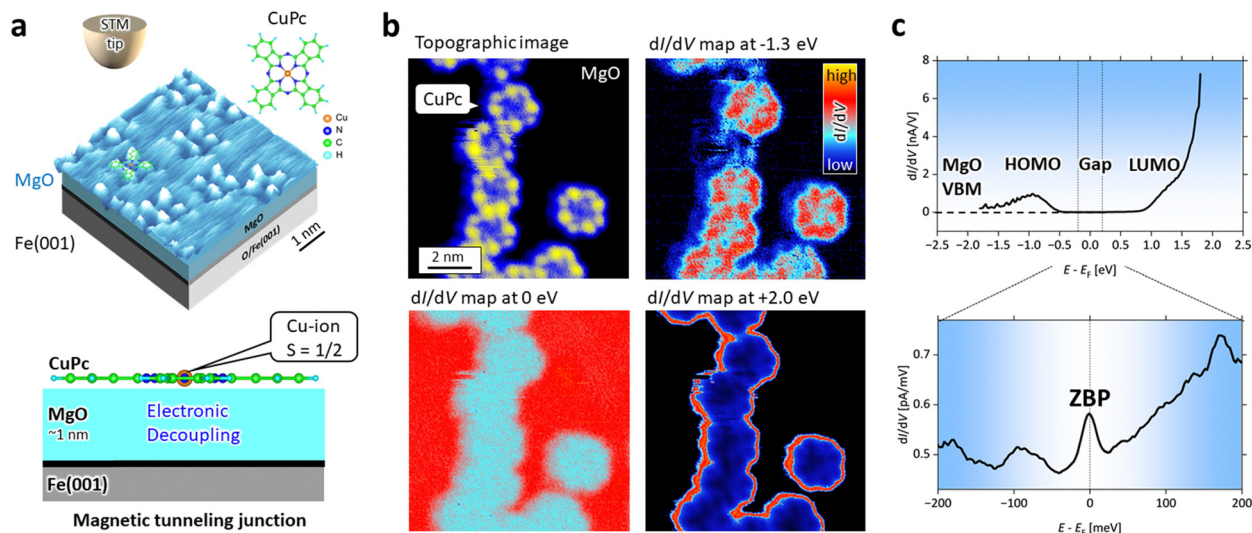 a
STM
tip
CuPc
Cu
N
C
H
MgO
Fe(001)
MgO
O/Fe(001)
1 nm
CuPc
Cu-ion
S = 1/2
MgO
~1 nm
Electronic
Decoupling
Fe(001)
Magnetic tunneling junction
b
Topographic image
MgO
CuPc
2 nm
dI/dV map at -1.3 eV
high
dI/dV
low
dI/dV map at 0 eV
dI/dV map at +2.0 eV
c
8
6
4
2
0
dI/dV [nA/V]
MgO
VBM
HOMO
Gap
LUMO
−2.5 −2.0 −1.5 −1.0 −0.5 0.0 0.5 1.0 1.5 2.0 2.5
E - EF [eV]
0.7
0.6
0.5
dI/dV [pA/mV]
ZBP
−200 −100 0 100 200
E - EF [meV]